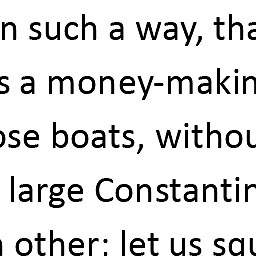 n such a way, tha
s a money-makin
ose boats, withou
large Constantin
other: let us squ